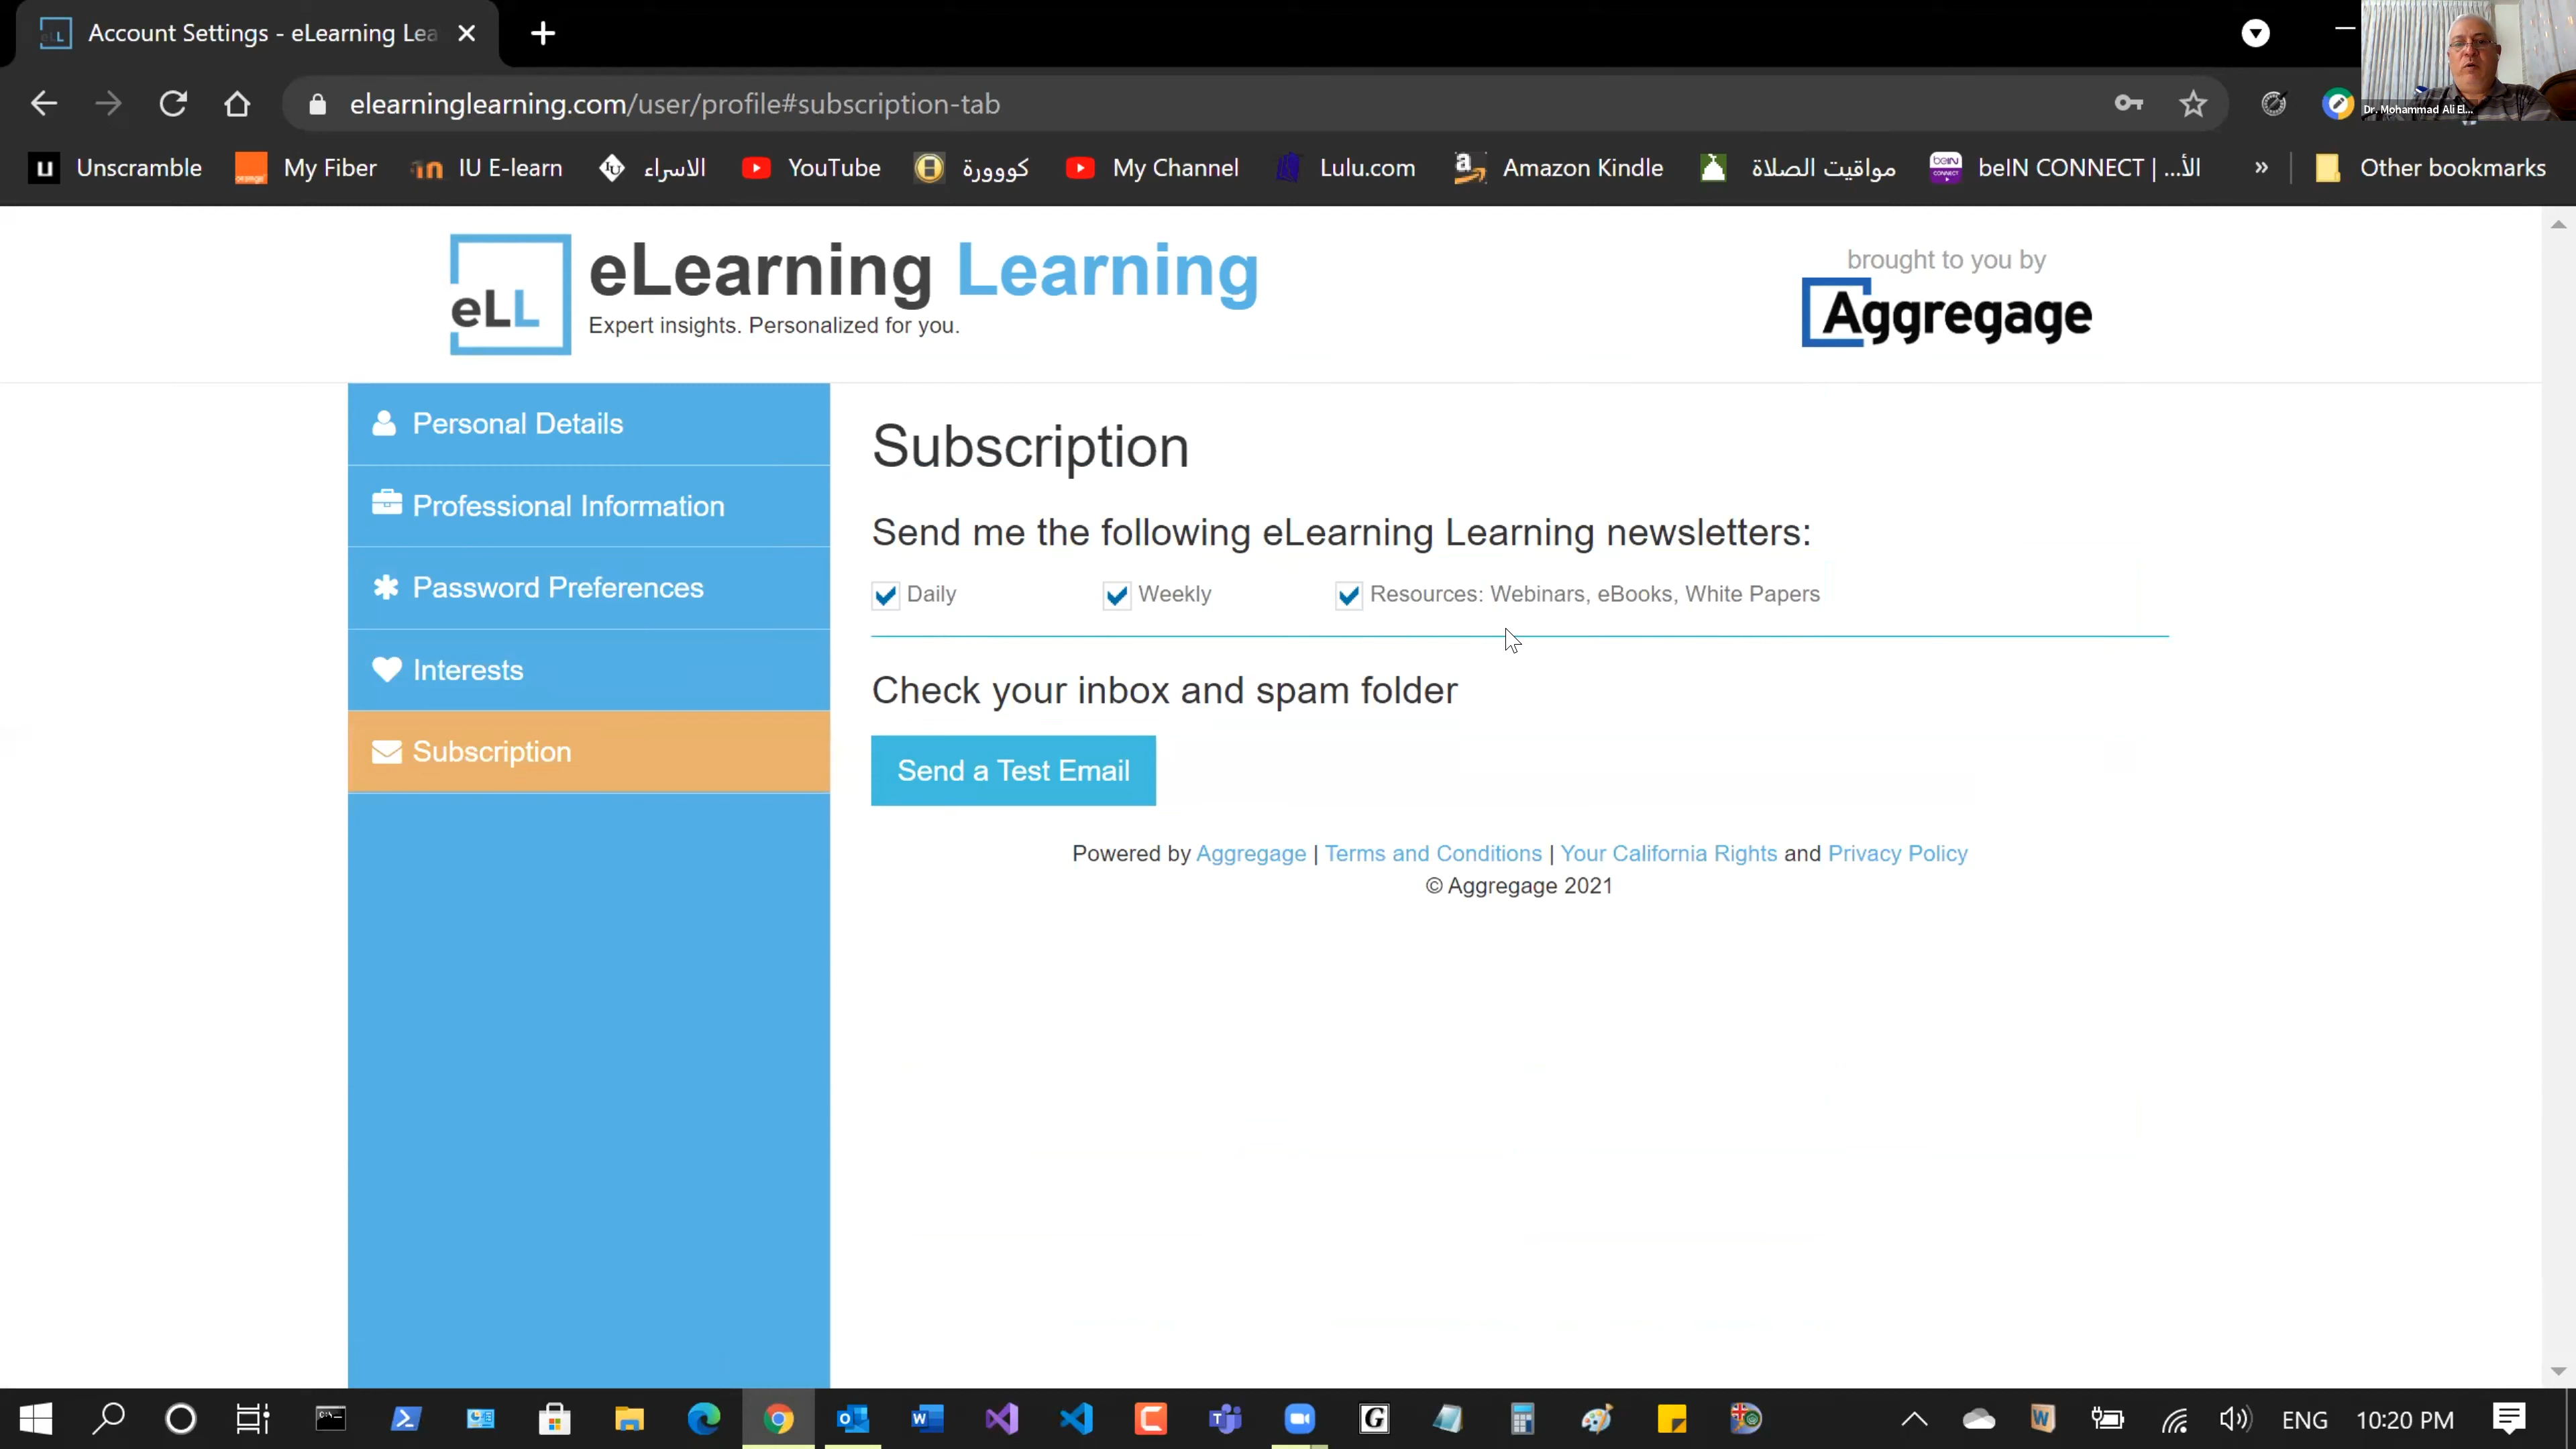 Account Settings - eLearning Lea
elearninglearning.com/user/profile#subscription-tab
Dr. Mohammad Ali El...
Unscramble My Fiber IU E-learn الاسراء YouTube كووورة My Channel Lulu.com Amazon Kindle مواقيت الصلاة beIN CONNECT | الأ... » Other bookmarks
eLL
eLearning Learning
Expert insights. Personalized for you.
brought to you by
Aggregage
Personal Details
Professional Information
Password Preferences
Interests
Subscription
Subscription
Send me the following eLearning Learning newsletters:
Daily Weekly Resources: Webinars, eBooks, White Papers
Check your inbox and spam folder
Send a Test Email
Powered by Aggregage | Terms and Conditions | Your California Rights and Privacy Policy
© Aggregage 2021
ENG 10:20 PM